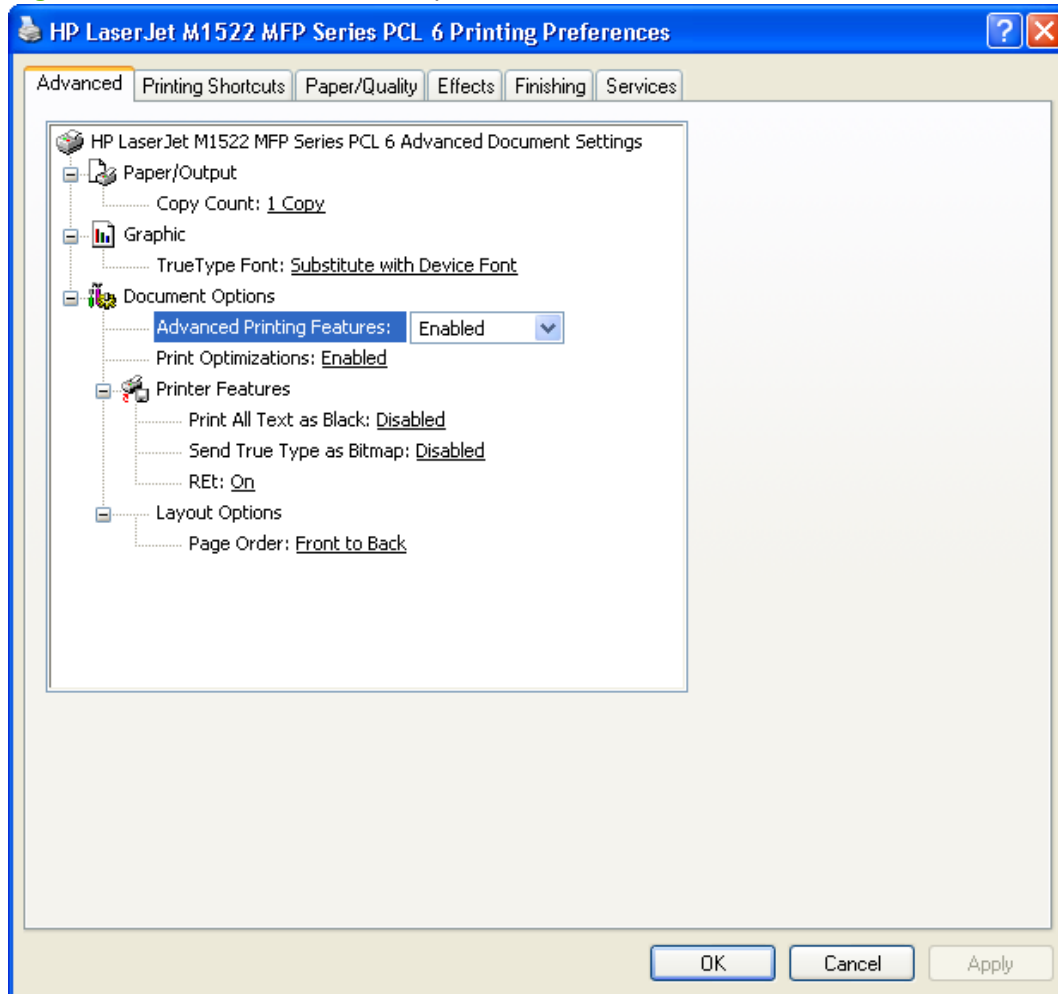 HP LaserJet M1522 MFP Series PCL 6 Printing Preferences
Advanced Printing Shortcuts Paper/Quality Effects Finishing Services
HP LaserJet M1522 MFP Series PCL 6 Advanced Document Settings
Paper/Output
Copy Count: 1 Copy
Graphic
TrueType Font: Substitute with Device Font
Document Options
Advanced Printing Features: Enabled
Print Optimizations: Enabled
Printer Features
Print All Text as Black: Disabled
Send True Type as Bitmap: Disabled
REt: On
Layout Options
Page Order: Front to Back
OK Cancel Apply